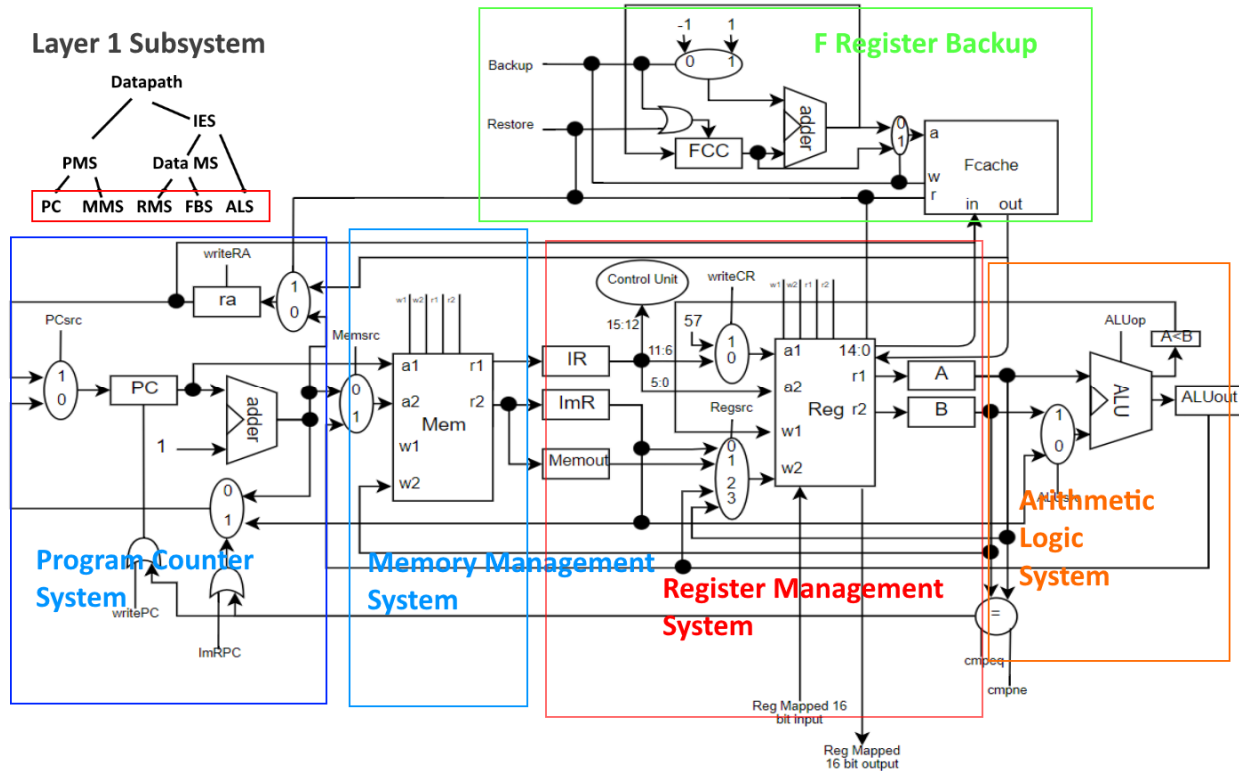 Layer 1 Subsystem
Datapath
IES
PMS Data MS
PC MMS RMS FBS ALS
F Register Backup
-1 1
Backup
0 1
Restore
adder
FCC
0
1
a
Fcache
w
r
in out
writeRA
ra
1
0
PCsrc
1
0
PC
adder
1
0
1
Program Counter
System
writePC
ImRPC
Memsrc
0
1
w1 w2 r1 r2
a1 r1
a2 r2
Mem
w1
w2
Memory Management
System
Control Unit
15:12
11:6
5:0
IR
ImR
Memout
writeCR
57
1
0
Regsrc
0
1
2
3
w1 w2 r1 r2
a1 14:0
a2 r1
Reg r2
w1
w2
A
B
Register Management
System
Reg Mapped 16
bit input
Reg Mapped
16 bit output
ALUop
A<B
ALU
ALUout
1
0
Arithmetic
Logic
System
=
cmpeq
cmpne